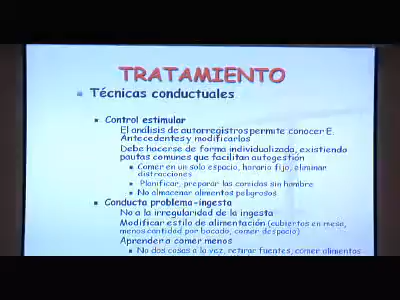 TRATAMIENTO
Técnicas conductuales
Control estimular
El análisis de autorregistros permite conocer E.
Antecedentes y modificarlos
Debe hacerse de forma individualizada, existiendo
pautas comunes que facilitan autogestión
Comer en un solo espacio, horario fijo, eliminar
distracciones
Planificar, preparar las comidas sin hambre
No almacenar alimentos peligrosos
Conducta problema-ingesta
No a la irregularidad de la ingesta
Modificar estilo de alimentación (cubiertos en mesa,
menos cantidad por bocado, comer despacio)
Aprender a comer menos
No dos cosas a la vez, retirar fuentes, comer alimentos